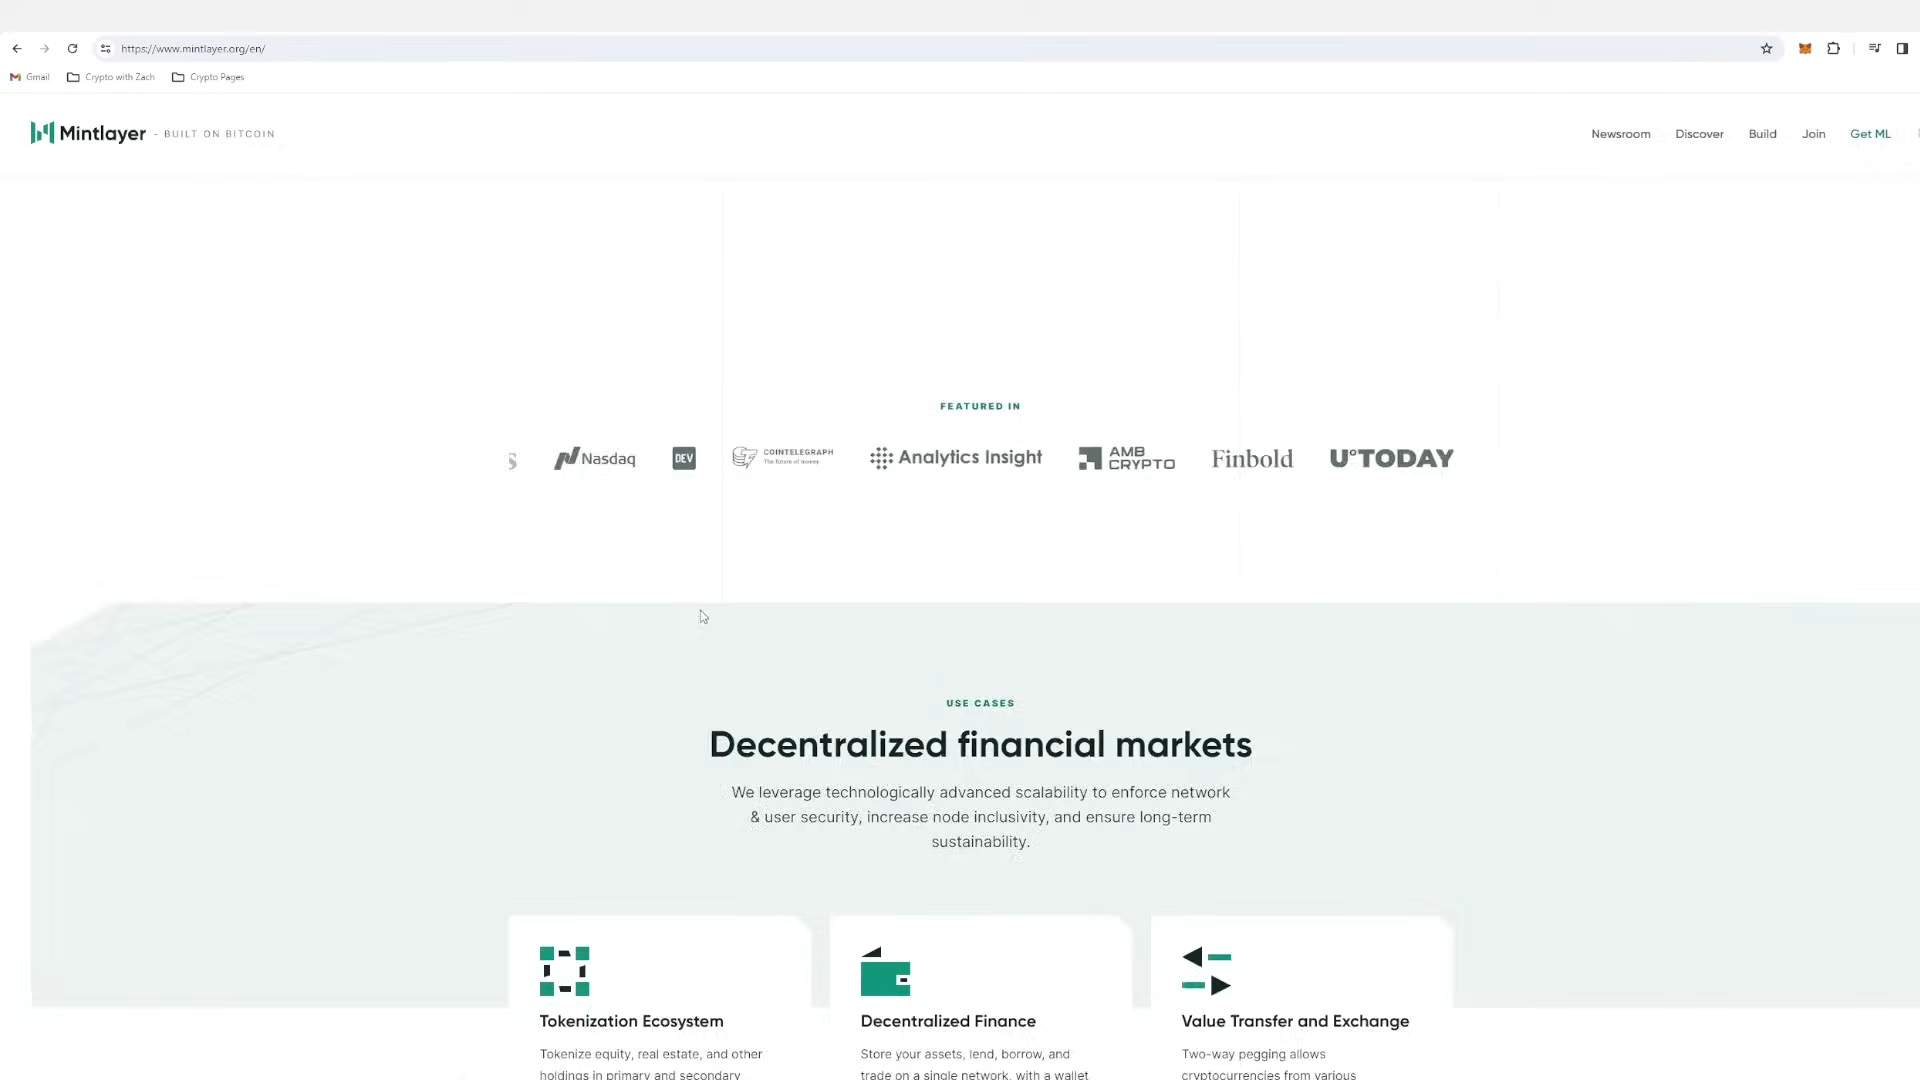 https://www.mintlayer.org/en/
Gmail
Crypto with Zach
Crypto Pages
Mintlayer - BUILT ON BITCOIN
Newsroom
Discover
Build
Join
Get ML
FEATURED IN
s
Nasdaq
DEV
COINTELEGRAPH
The future of money
Analytics Insight
AMB
CRYPTO
Finbold
U°TODAY
USE CASES
Decentralized financial markets
We leverage technologically advanced scalability to enforce network
& user security, increase node inclusivity, and ensure long-term
sustainability.
Tokenization Ecosystem
Tokenize equity, real estate, and other
holdings in primary and secondary
Decentralized Finance
Store your assets, lend, borrow, and
trade on a single network, with a wallet
Value Transfer and Exchange
Two-way pegging allows
cryptocurrencies from various